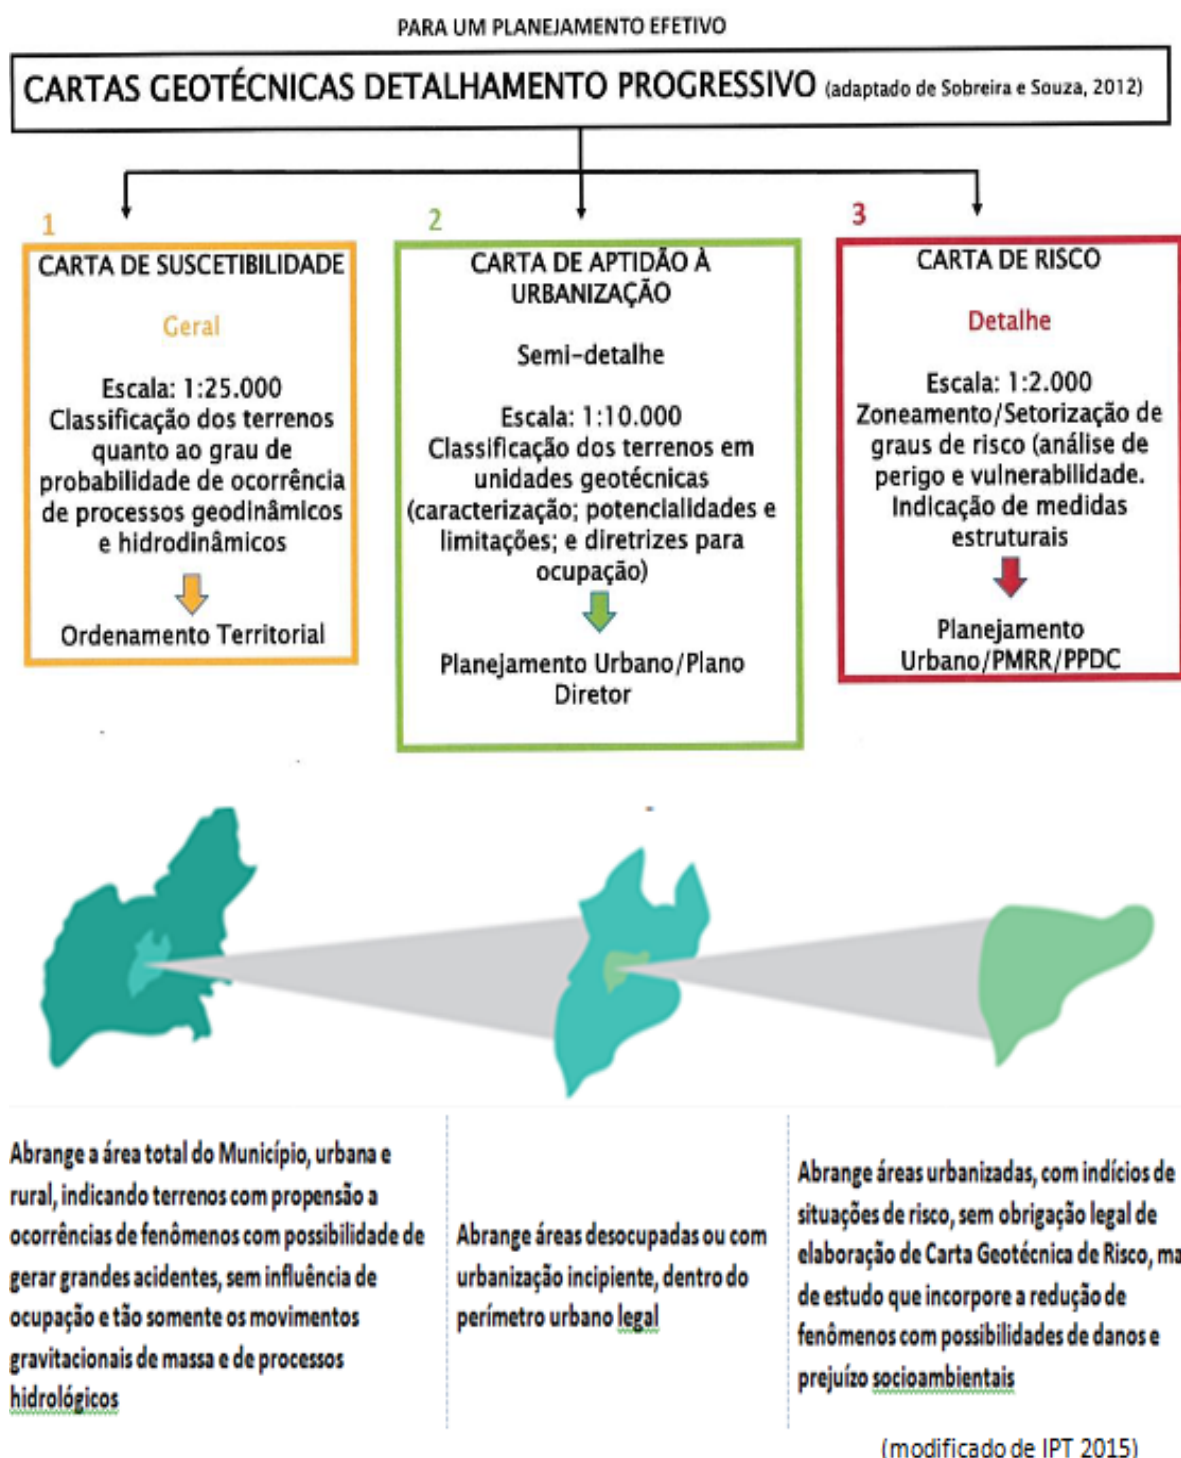 PARA UM PLANEJAMENTO EFETIVO
CARTAS GEOTÉCNICAS DETALHAMENTO PROGRESSIVO (adaptado de Sobreira e Souza, 2012)
1
CARTA DE SUSCETIBILIDADE
Geral
Escala: 1:25.000
Classificação dos terrenos
quanto ao grau de
probabilidade de ocorrência
de processos geodinâmicos
e hidrodinâmicos
Ordenamento Territorial
2
CARTA DE APTIDÃO À
URBANIZAÇÃO
Semi-detalhe
Escala: 1:10.000
Classificação dos terrenos em
unidades geotécnicas
(caracterização; potencialidades e
limitações; e diretrizes para
ocupação)
Planejamento Urbano/Plano
Diretor
3
CARTA DE RISCO
Detalhe
Escala: 1:2.000
Zoneamento/Setorização de
graus de risco (análise de
perigo e vulnerabilidade.
Indicação de medidas
estruturais
Planejamento
Urbano/PMRR/PPDC
Abrange a área total do Município, urbana e
rural, indicando terrenos com propensão a
ocorrências de fenômenos com possibilidade de
gerar grandes acidentes, sem influência de
ocupação e tão somente os movimentos
gravitacionais de massa e de processos
hidrológicos
Abrange áreas desocupadas ou com
urbanização incipiente, dentro do
perímetro urbano legal
Abrange áreas urbanizadas, com indícios de
situações de risco, sem obrigação legal de
elaboração de Carta Geotécnica de Risco, ma
de estudo que incorpore a redução de
fenômenos com possibilidades de danos e
prejuízo socioambientais
(modificado de IPT 2015)